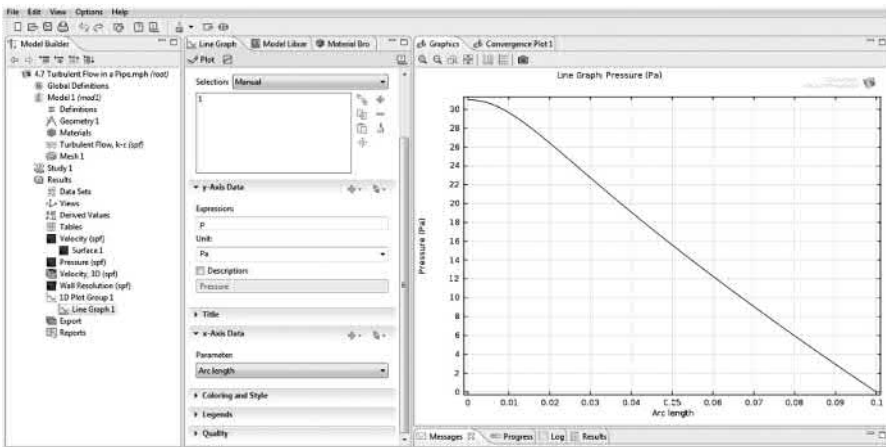 File Edit View Options Help
Model Builder
4.7 Turbulent Flow in a Pipe.mph (root)
Global Definitions
Model 1 (mod1)
Definitions
Geometry 1
Materials
Turbulent Flow, k-ε (spf)
Mesh 1
Study 1
Results
Data Sets
Views
Derived Values
Tables
Velocity (spf)
Surface 1
Pressure (spf)
Velocity, 3D (spf)
Wall Resolution (spf)
1D Plot Group 1
Line Graph 1
Export
Reports
Line Graph
Model Librar
Material Bro
Plot
Selection: Manual
1
y-Axis Data
Expression:
p
Unit:
Pa
Description:
Pressure
Title
x-Axis Data
Parameter:
Arc length
Coloring and Style
Legends
Quality
Graphics
Convergence Plot 1
Line Graph: Pressure (Pa)
Pressure (Pa)
30
28
26
24
22
20
18
16
14
12
10
8
6
4
2
0
0 0.01 0.02 0.03 0.04 0.05 0.06 0.07 0.08 0.09 0.1
Arc length
Messages Progress Log Results